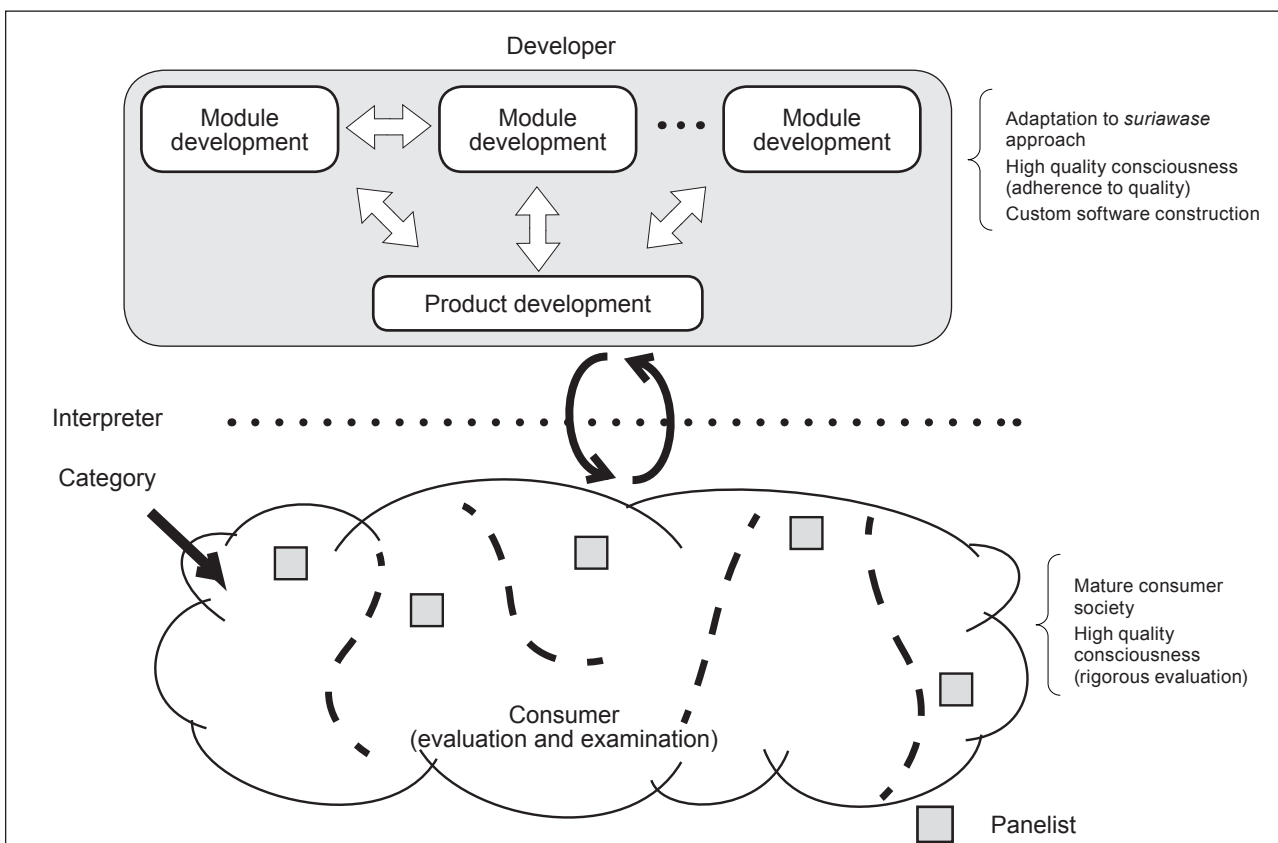 Developer
Module
development
Module
development
Module
development
Product development
Adaptation to suriawase
approach
High quality consciousness
(adherence to quality)
Custom software construction
Interpreter
Category
Consumer
(evaluation and examination)
Mature consumer
society
High quality
consciousness
(rigorous evaluation)
Panelist